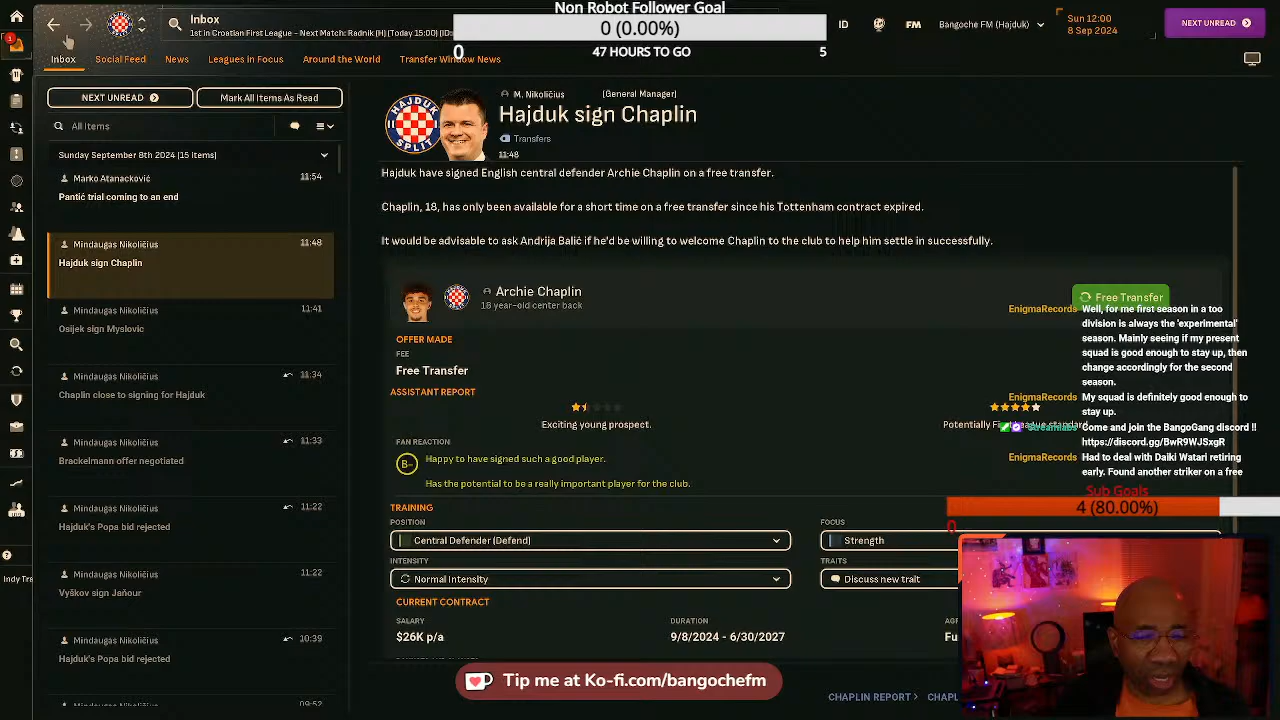 Non Robot Follower Goal
0 (0.00%)
0
47 HOURS TO GO
5
Inbox
1st in Croatian First League – Next Match: Radnik (H) [Today 15:00] (ID:
ID
FM
Bangoche FM (Hajduk)
Sun 12:00
8 Sep 2024
NEXT UNREAD
1
Inbox
Social Feed
News
Leagues in Focus
Around the World
Transfer Window News
NEXT UNREAD
Mark All Items As Read
All Items
Sunday September 8th 2024 (15 Items)
Marko Atanacković
11:54
Pantić trial coming to an end
Mindaugas Nikoličius
11:48
Hajduk sign Chaplin
Mindaugas Nikoličius
11:41
Osijek sign Myslovic
Mindaugas Nikoličius
11:34
Chaplin close to signing for Hajduk
Mindaugas Nikoličius
11:33
Brackelmann offer negotiated
Mindaugas Nikoličius
11:22
Hajduk's Popa bid rejected
Mindaugas Nikoličius
11:22
Vyškov sign Jaňour
Mindaugas Nikoličius
10:39
Hajduk's Popa bid rejected
Mindaugas Nikoličius
09:52
Indy Tra
HAJDUK
SPLIT
M. Nikoličius
(General Manager)
Hajduk sign Chaplin
Transfers
11:48
Hajduk have signed English central defender Archie Chaplin on a free transfer.
Chaplin, 18, has only been available for a short time on a free transfer since his Tottenham contract expired.
It would be advisable to ask Andrija Balić if he'd be willing to welcome Chaplin to the club to help him settle in successfully.
Archie Chaplin
18 year-old center back
Free Transfer
OFFER MADE
FEE
Free Transfer
ASSISTANT REPORT
Exciting young prospect.
FAN REACTION
B-
Happy to have signed such a good player.
Has the potential to be a really important player for the club.
TRAINING
POSITION
Central Defender (Defend)
FOCUS
Strength
INTENSITY
Normal Intensity
TRAITS
Discuss new trait
CURRENT CONTRACT
SALARY
$26K p/a
DURATION
9/8/2024 - 6/30/2027
Fu
EnigmaRecords
Well, for me first season in a too
division is always the 'experimental'
season. Mainly seeing if my present
squad is good enough to stay up, then
change accordingly for the second
season.
EnigmaRecords
My squad is definitely good enough to
stay up.
Streamlabs
Come and join the BangoGang discord !!
https://discord.gg/BwR9WJSxgR
EnigmaRecords
Had to deal with Daiki Watari retiring
early. Found another striker on a free
Sub Goals
4 (80.00%)
0
Tip me at Ko-fi.com/bangochefm
CHAPLIN REPORT
CHAPL